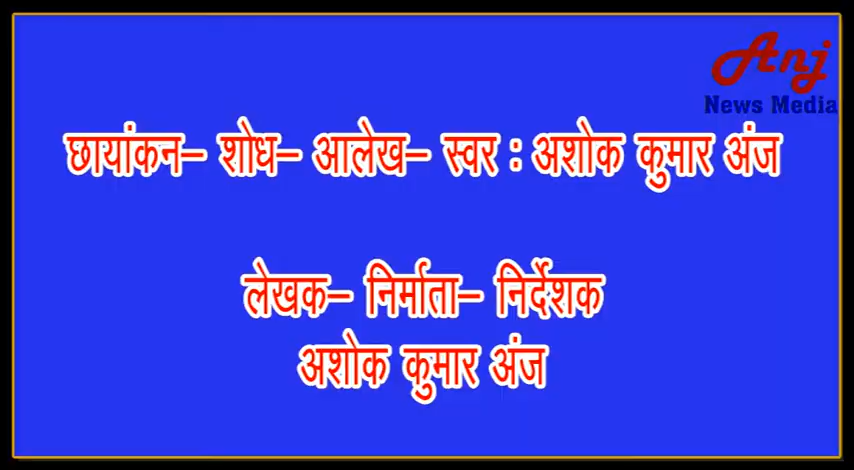 Anj
News Media
छायांकन– शोध– आलेख– स्वर : अशोक कुमार अंज
लेखक– निर्माता– निर्देशक
अशोक कुमार अंज